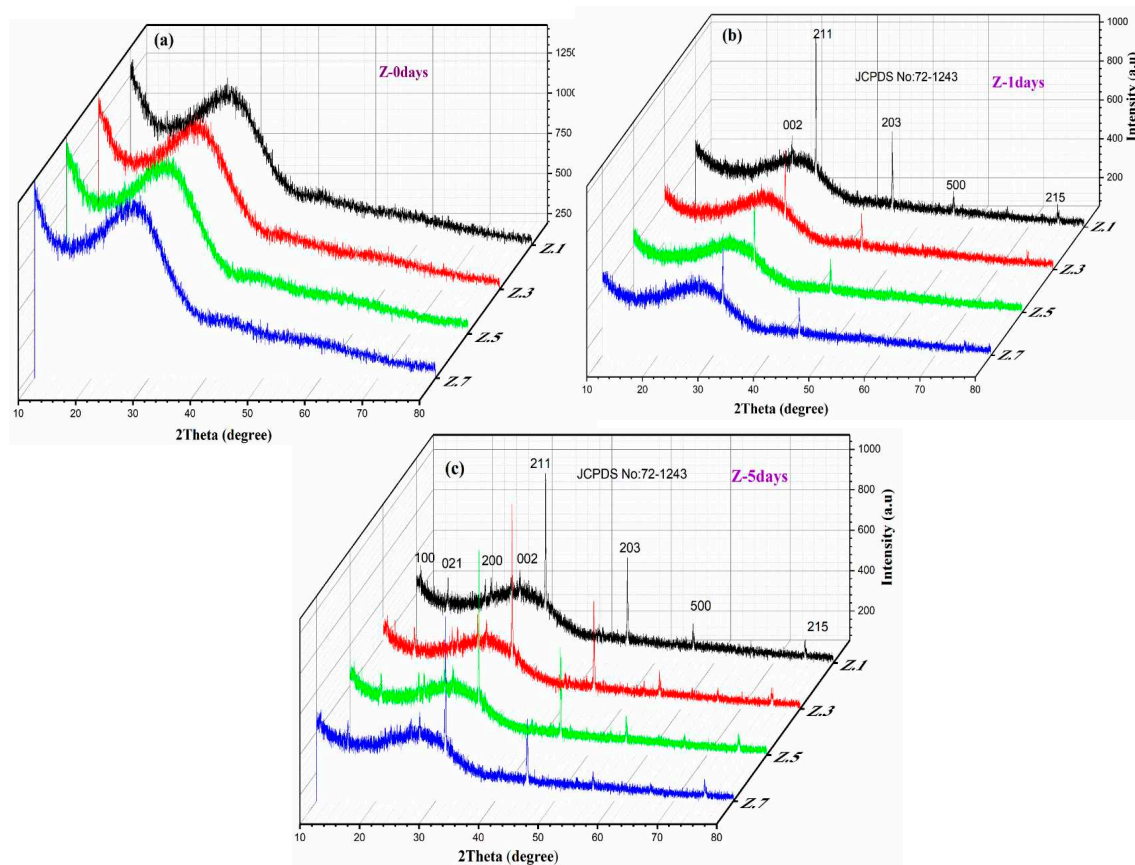 (a)
Z-0days
1250
1000
750
500
250
Z.1
Z.3
Z.5
Z.7
10 20 30 40 50 60 70 80
2Theta (degree)
(b)
211
JCPDS No:72-1243
Z-1days
002
203
500
215
1000
800
600
400
200
Intensity (a.u)
Z.1
Z.3
Z.5
Z.7
10 20 30 40 50 60 70 80
2Theta (degree)
(c)
211
JCPDS No:72-1243
Z-5days
100
021
200
002
203
500
215
1000
800
600
400
200
Intensity (a.u)
Z.1
Z.3
Z.5
Z.7
10 20 30 40 50 60 70 80
2Theta (degree)